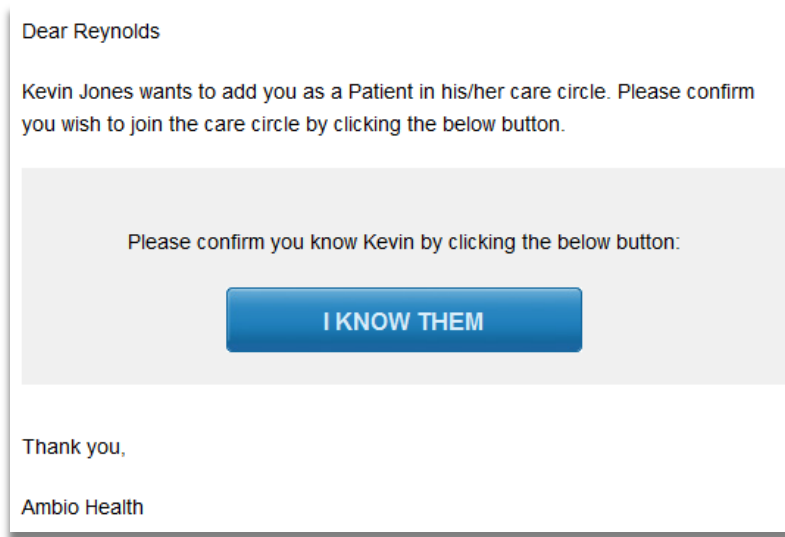 Dear Reynolds
Kevin Jones wants to add you as a Patient in his/her care circle. Please confirm
you wish to join the care circle by clicking the below button.
Please confirm you know Kevin by clicking the below button:
I KNOW THEM
Thank you,
Ambio Health